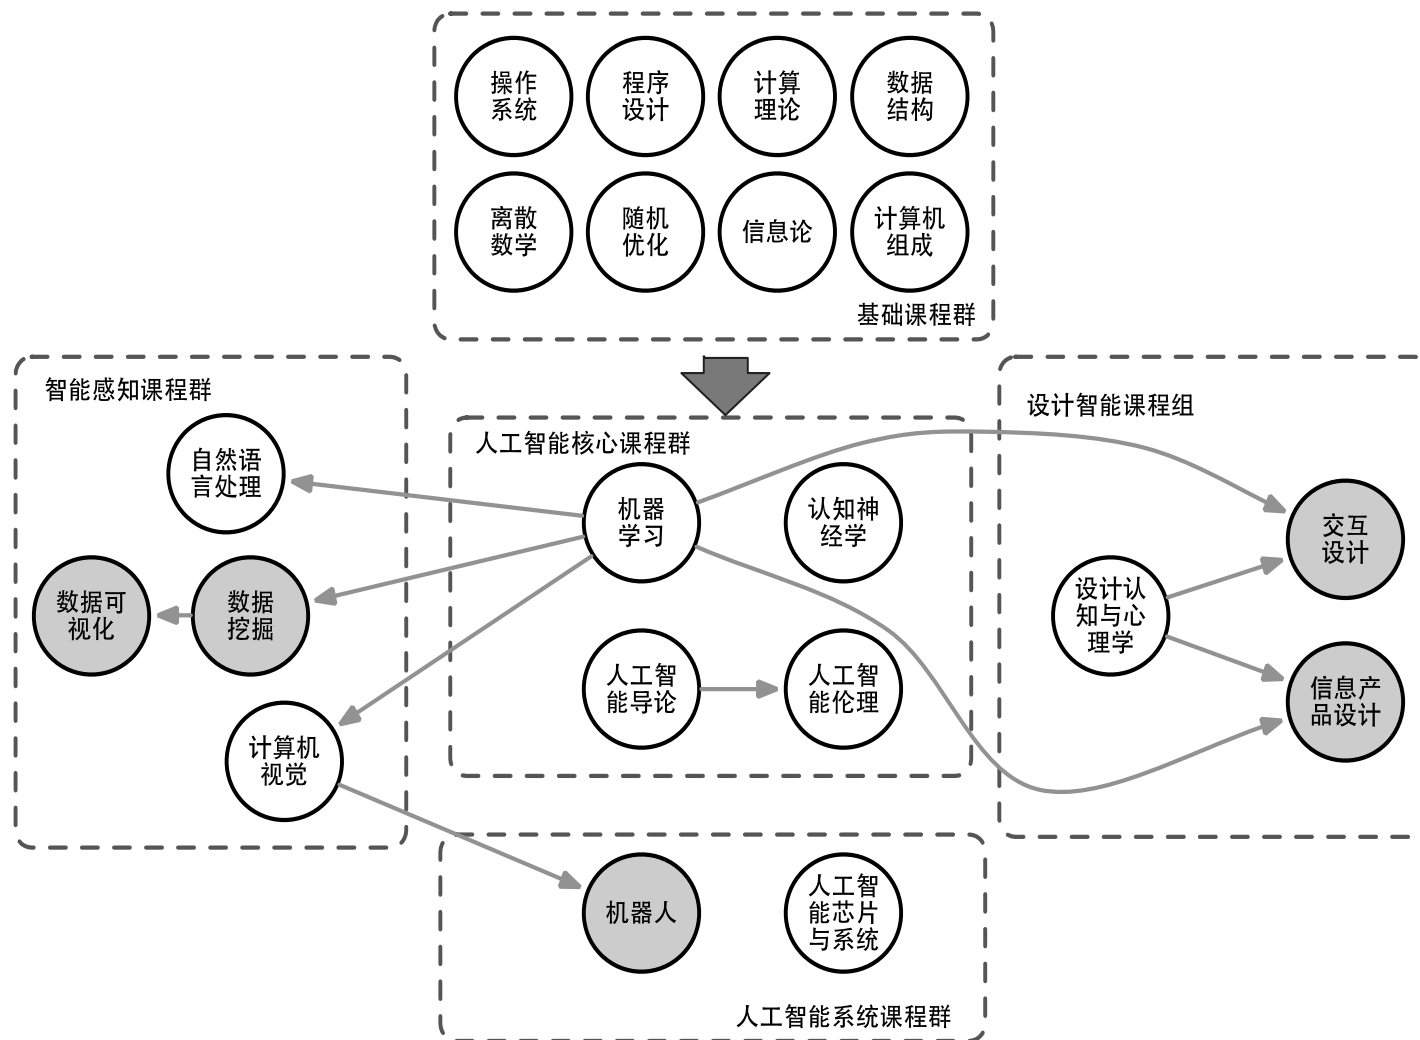 操作
系统
程序
设计
计算
理论
数据
结构
离散
数学
随机
优化
信息论
计算机
组成
基础课程群
智能感知课程群
自然语
言处理
数据可
视化
数据
挖掘
计算机
视觉
人工智能核心课程群
机器
学习
认知神
经学
人工智
能导论
人工智
能伦理
设计智能课程组
交互
设计
设计认
知与心
理学
信息产
品设计
机器人
人工智
能芯片
与系统
人工智能系统课程群